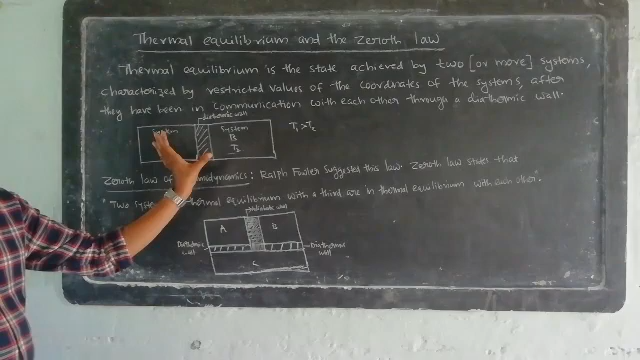 Thermal equilibrium and the Zeroth law
Thermal equilibrium is the state achieved by two [or more] systems,
characterized by restricted values of the coordinates of the systems, after
they have been in communication with each other through a diathermic wall.
diathermic wall
System
System
B
T2
T1 > T2
Zeroth law of thermodynamics: Ralph Fowler suggested this law. Zeroth law states that
"Two systems thermal equilibrium with a third are in thermal equilibrium with each other".
Adiabatic wall
A
B
Diathermic
wall
Diathermic
wall
C